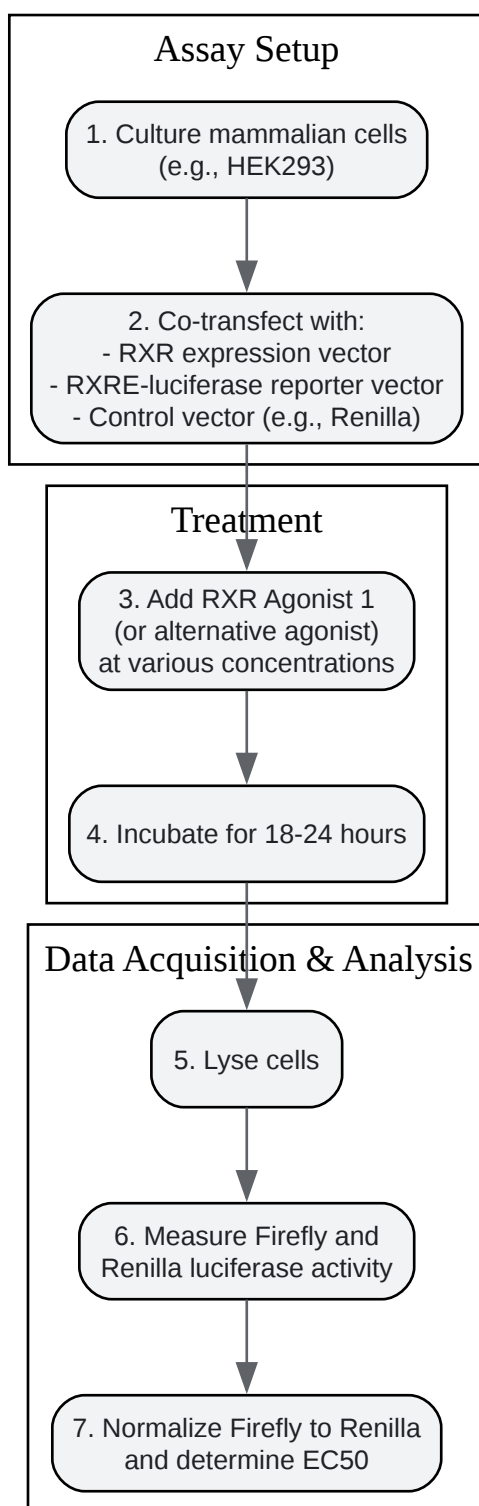 Assay Setup
1. Culture mammalian cells
(e.g., HEK293)
2. Co-transfect with:
- RXR expression vector
- RXRE-luciferase reporter vector
- Control vector (e.g., Renilla)
Treatment
3. Add RXR Agonist 1
(or alternative agonist)
at various concentrations
4. Incubate for 18-24 hours
Data Acquisition & Analysis
5. Lyse cells
6. Measure Firefly and
Renilla luciferase activity
7. Normalize Firefly to Renilla
and determine EC50